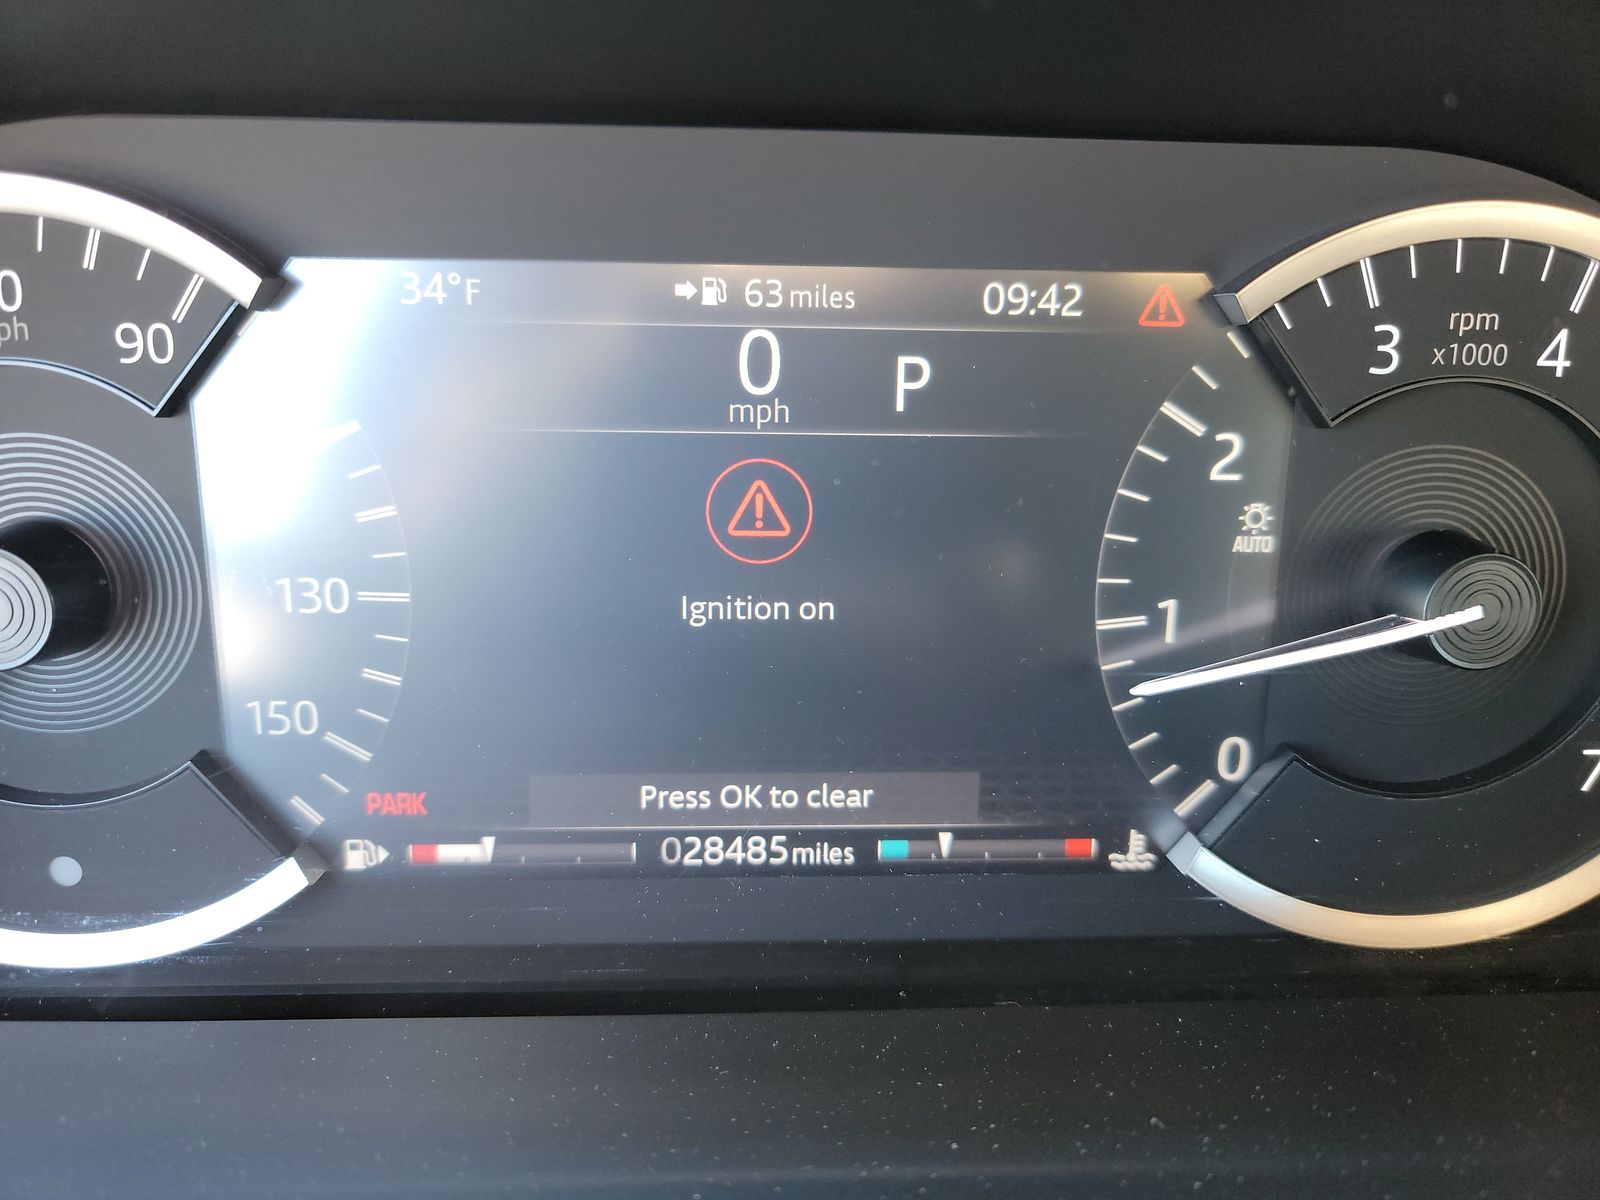 34°F 63 miles 09:42
0
mph
P
90
3
rpm
x1000
4
2
AUTO
130
Ignition on
1
150
0
7
PARK
Press OK to clear
028485 miles